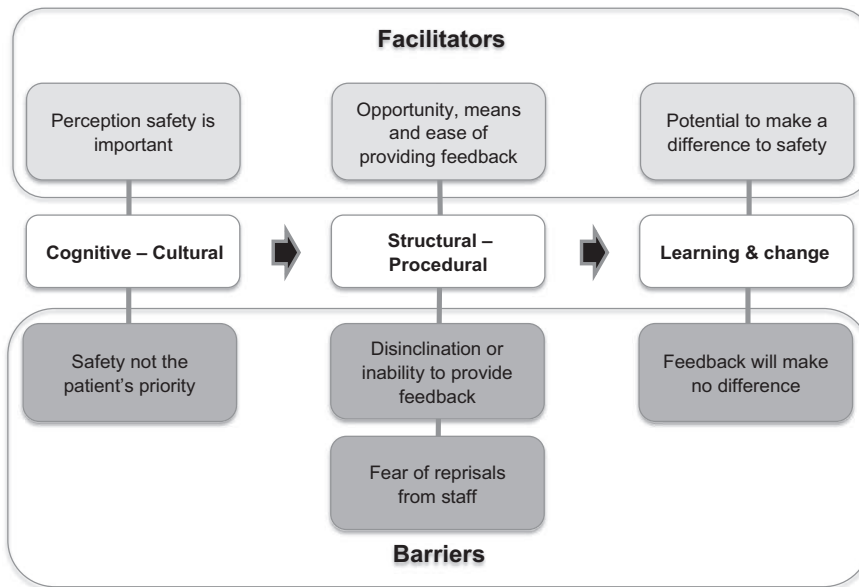 Facilitators
Perception safety is
important
Opportunity, means
and ease of
providing feedback
Potential to make a
difference to safety
Cognitive – Cultural
Structural –
Procedural
Learning & change
Safety not the
patient’s priority
Disinclination or
inability to provide
feedback
Feedback will make
no difference
Fear of reprisals
from staff
Barriers